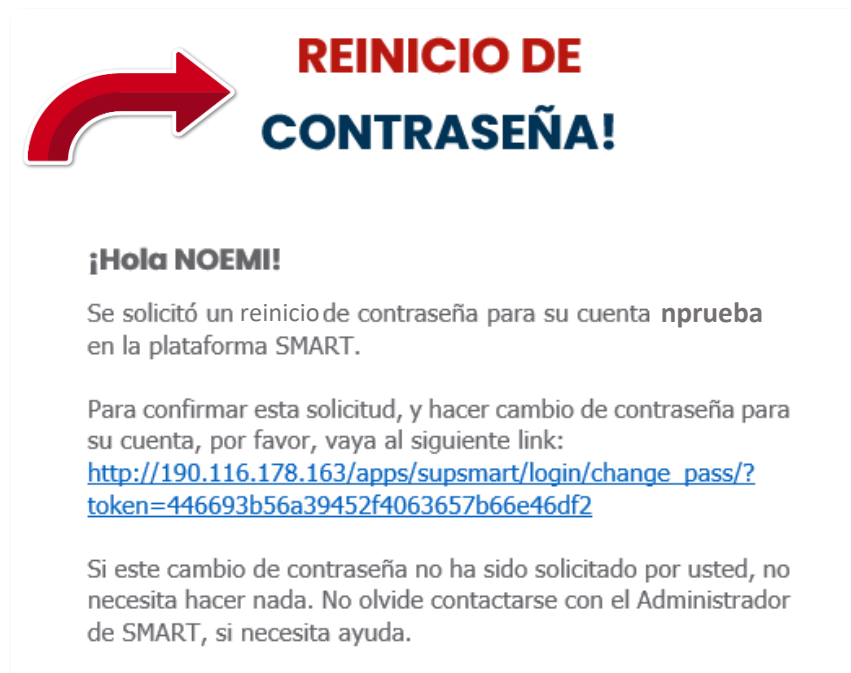 REINICIO DE
CONTRASEÑA!
¡Hola NOEMI!
Se solicitó un reinicio de contraseña para su cuenta nprueba
en la plataforma SMART.
Para confirmar esta solicitud, y hacer cambio de contraseña para
su cuenta, por favor, vaya al siguiente link:
http://190.116.178.163/apps/supsmart/login/change_pass/?
token=446693b56a39452f4063657b66e46df2
Si este cambio de contraseña no ha sido solicitado por usted, no
necesita hacer nada. No olvide contactarse con el Administrador
de SMART, si necesita ayuda.